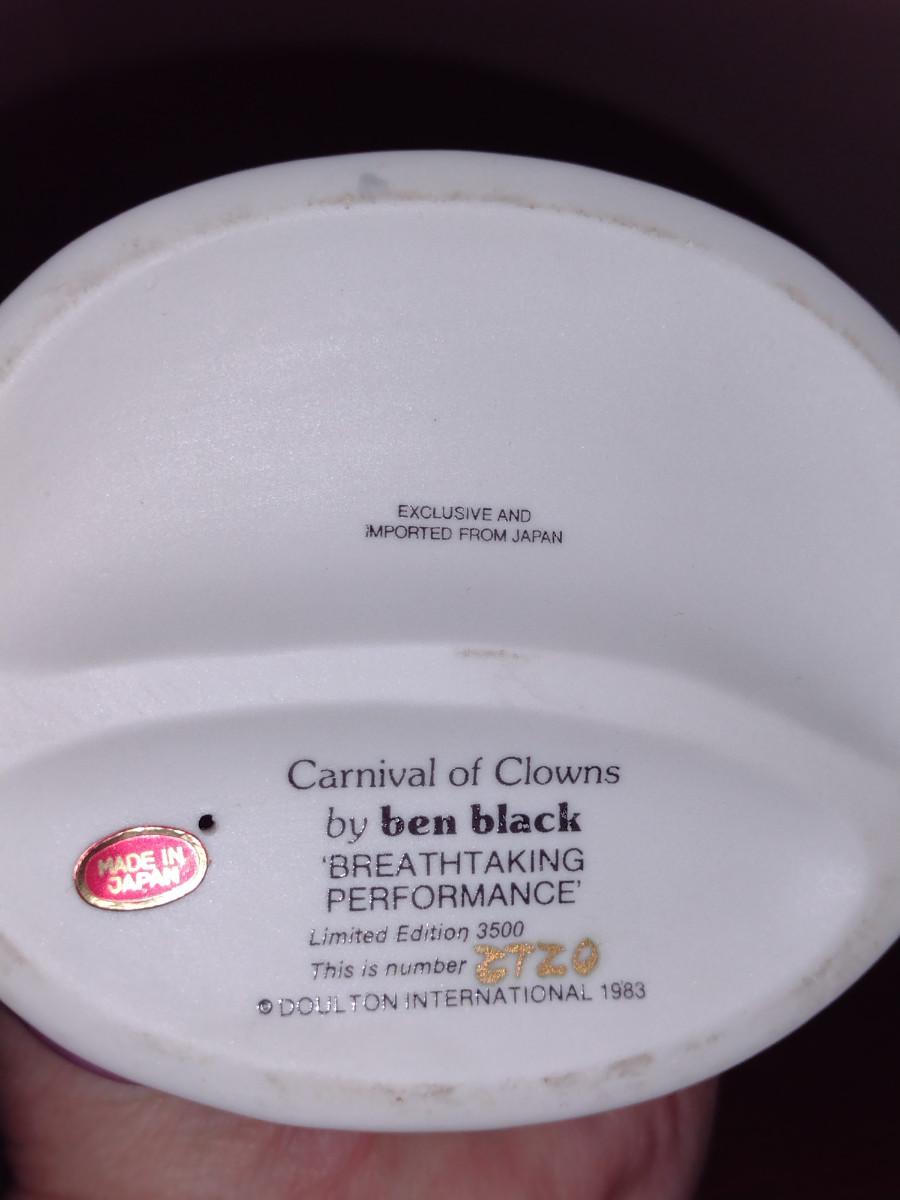 EXCLUSIVE AND
IMPORTED FROM JAPAN
Carnival of Clowns
by ben black
'BREATHTAKING
PERFORMANCE'
Limited Edition 3500
This is number 2720
© DOULTON INTERNATIONAL 1983
MADE IN
JAPAN